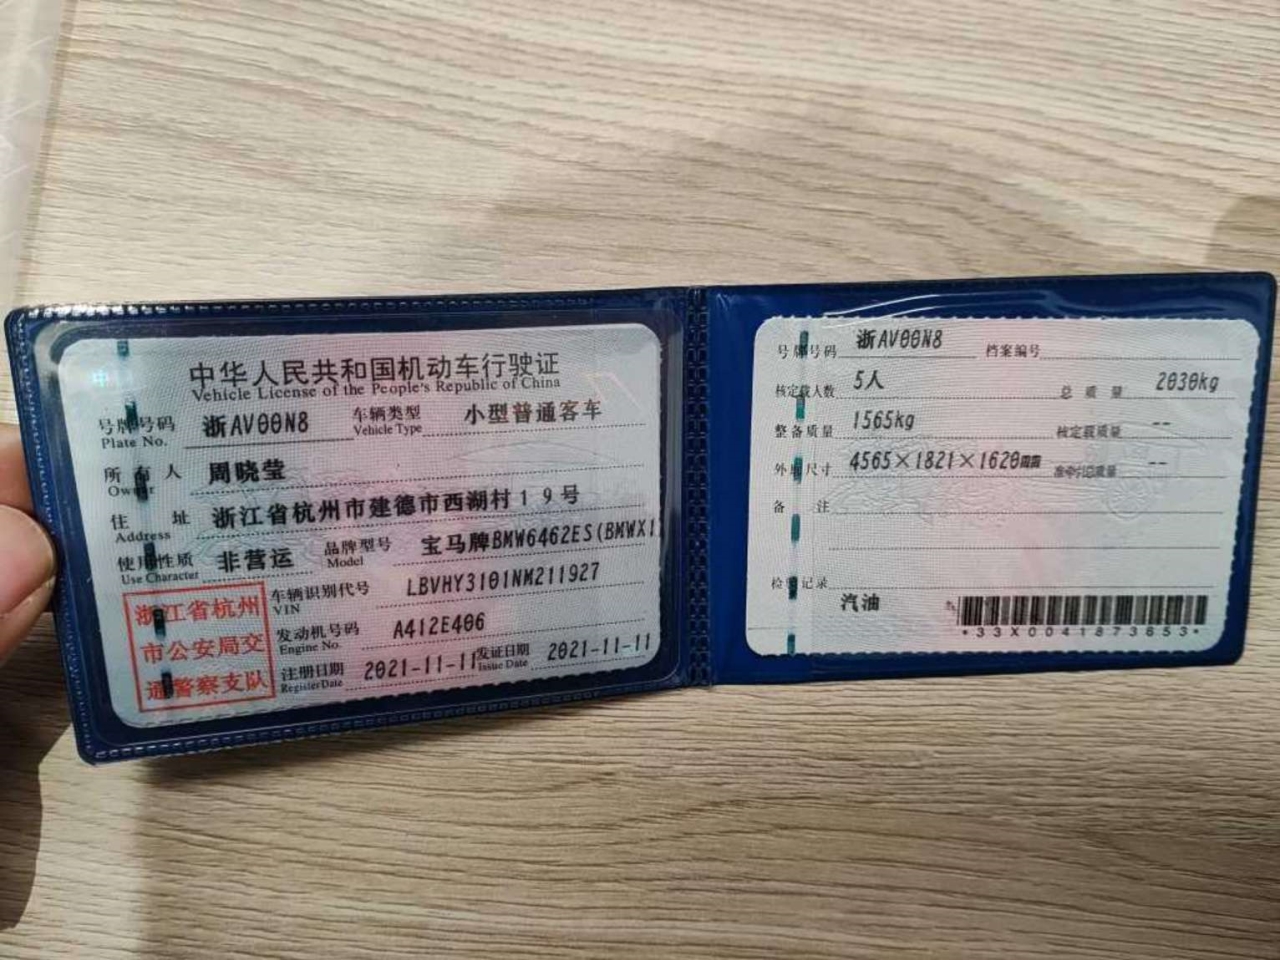 中华人民共和国机动车行驶证
Vehicle License of the People's Republic of China
号牌号码 浙AV00N8 车辆类型 小型普通客车
Plate No. Vehicle Type
所有人 周晓莹
Owner
住址 浙江省杭州市建德市西湖村19号
Address
使用性质 非营运 品牌型号 宝马牌BMW6462ES(BMWX1
Use Character Model
浙江省杭州
市公安局交
通警察支队
车辆识别代号 LBVHY3101NM211927
VIN
发动机号码 A412E406
Engine No.
注册日期 2021-11-11 发证日期 2021-11-11
Register Date Issue Date
号牌号码 浙AV00N8 档案编号
核定载人数 5人 总质量 2030kg
整备质量 1565kg 核定载质量 --
外廓尺寸 4565×1821×1620 --
备注
检验记录
汽油
*33X0041873653*